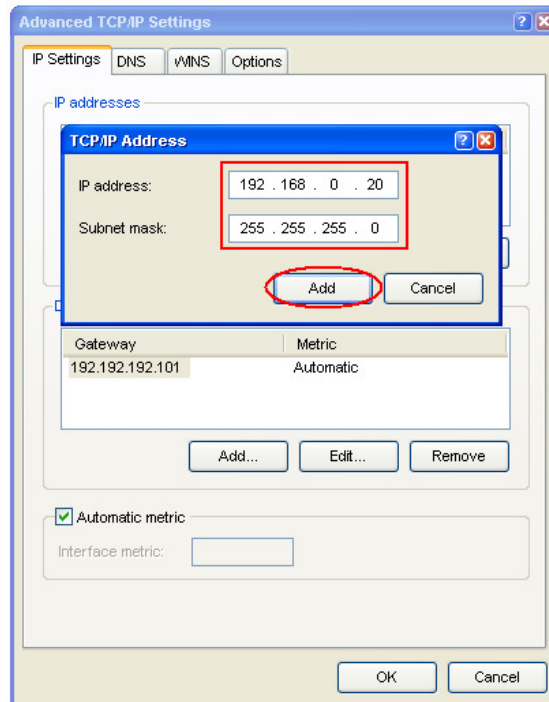 Advanced TCP/IP Settings
IP Settings DNS WINS Options
IP addresses
TCP/IP Address
IP address: 192 . 168 . 0 . 20
Subnet mask: 255 . 255 . 255 . 0
Add Cancel
Gateway Metric
192.192.192.101 Automatic
Add... Edit... Remove
Automatic metric
Interface metric:
OK Cancel